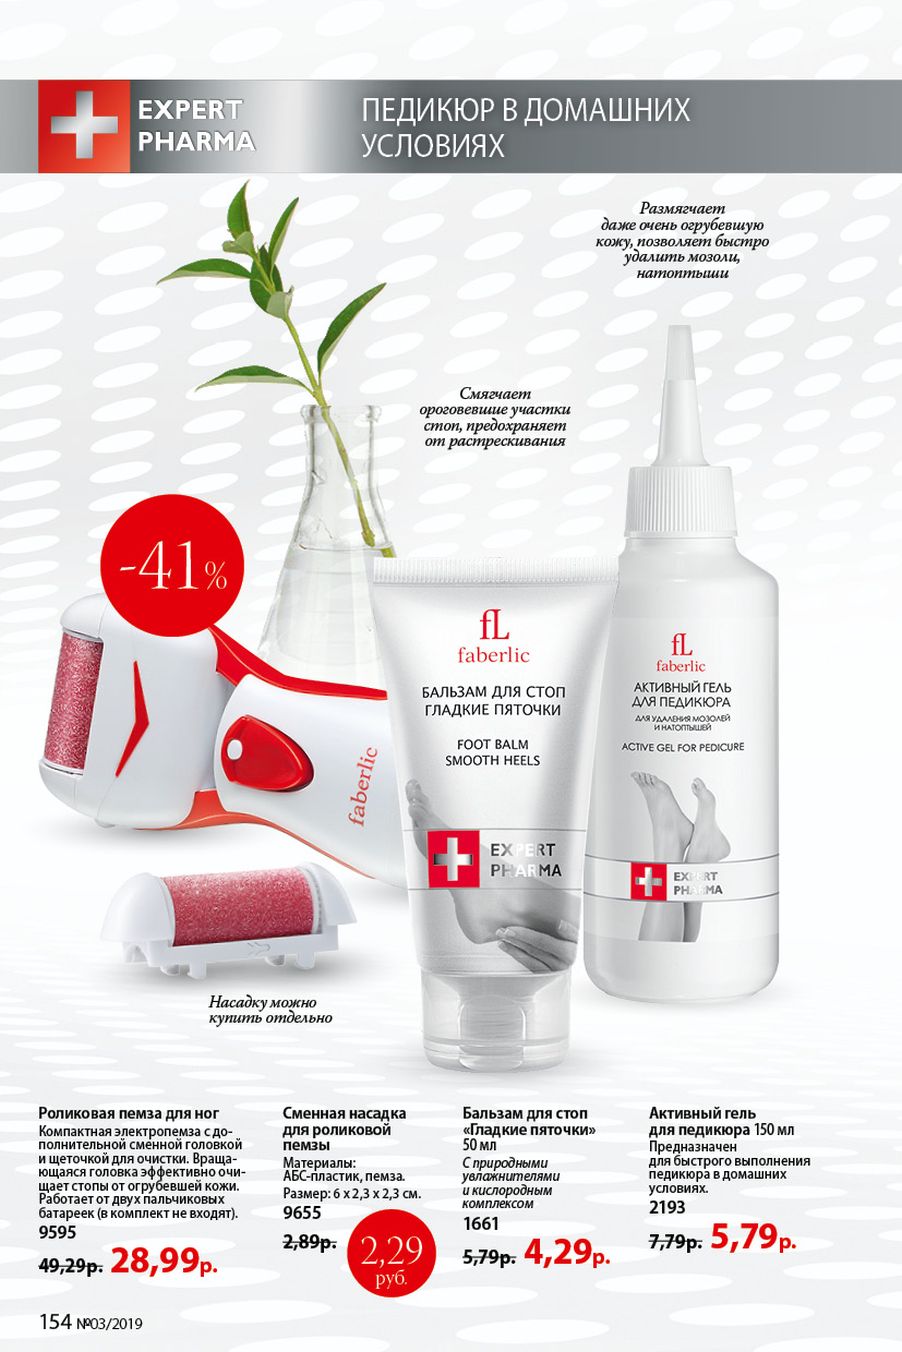 EXPERT
PHARMA
ПЕДИКЮР В ДОМАШНИХ
УСЛОВИЯХ
Размягчает
даже очень огрубевшую
кожу, позволяет быстро
удалить мозоли,
натоптыши
Смягчает
ороговевшие участки
стоп, предохраняет
от растрескивания
-41%
faberlic
fL
faberlic
БАЛЬЗАМ ДЛЯ СТОП
ГЛАДКИЕ ПЯТОЧКИ
FOOT BALM
SMOOTH HEELS
EXPERT
PHARMA
fL
faberlic
АКТИВНЫЙ ГЕЛЬ
ДЛЯ ПЕДИКЮРА
ДЛЯ УДАЛЕНИЯ МОЗОЛЕЙ
И НАТОПТЫШЕЙ
ACTIVE GEL FOR PEDICURE
EXPERT
PHARMA
Насадку можно
купить отдельно
Роликовая пемза для ног
Компактная электропемза с до-
полнительной сменной головкой
и щеточкой для очистки. Враща-
ющаяся головка эффективно очи-
щает стопы от огрубевшей кожи.
Работает от двух пальчиковых
батареек (в комплект не входят).
9595
49,29р. 28,99р.
Сменная насадка
для роликовой
пемзы
Материалы:
АБС-пластик, пемза.
Размер: 6 х 2,3 х 2,3 см.
9655
2,89р.
2,29
руб.
Бальзам для стоп
«Гладкие пяточки»
50 мл
С природными
увлажнителями
и кислородным
комплексом
1661
5,79р. 4,29р.
Активный гель
для педикюра 150 мл
Предназначен
для быстрого выполнения
педикюра в домашних
условиях.
2193
7,79р. 5,79р.
154 №03/2019